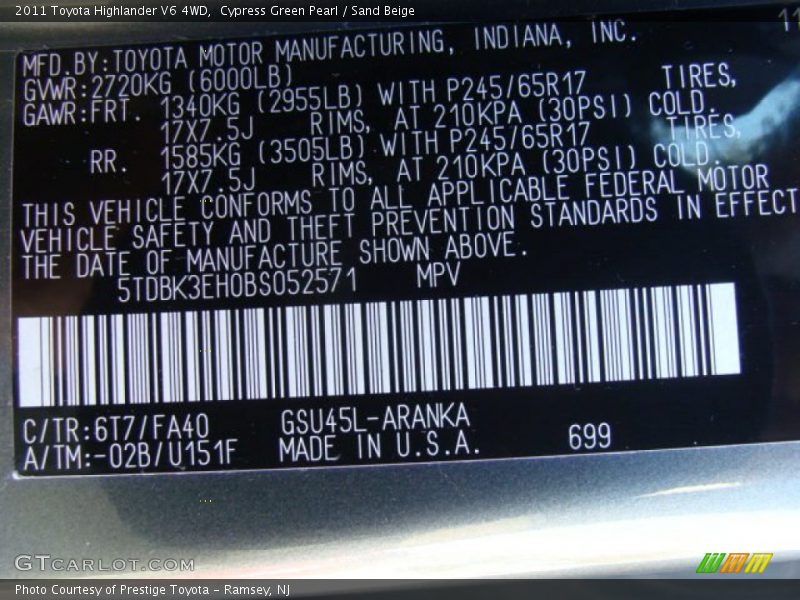 2011 Toyota Highlander V6 4WD, Cypress Green Pearl / Sand Beige
11
MFD.BY:TOYOTA MOTOR MANUFACTURING, INDIANA, INC.
GVWR:2720KG (6000LB)
GAWR:FRT. 1340KG (2955LB) WITH P245/65R17 TIRES,
17X7.5J RIMS, AT 210KPA (30PSI) COLD.
RR. 1585KG (3505LB) WITH P245/65R17 TIRES,
17X7.5J RIMS, AT 210KPA (30PSI) COLD.
THIS VEHICLE CONFORMS TO ALL APPLICABLE FEDERAL MOTOR
VEHICLE SAFETY AND THEFT PREVENTION STANDARDS IN EFFECT
THE DATE OF MANUFACTURE SHOWN ABOVE.
5TDBK3EH0BS052571 MPV
C/TR:6T7/FA40 GSU45L-ARANKA
A/TM:-02B/U151F MADE IN U.S.A. 699
GTCARLOT.COM
Photo Courtesy of Prestige Toyota - Ramsey, NJ